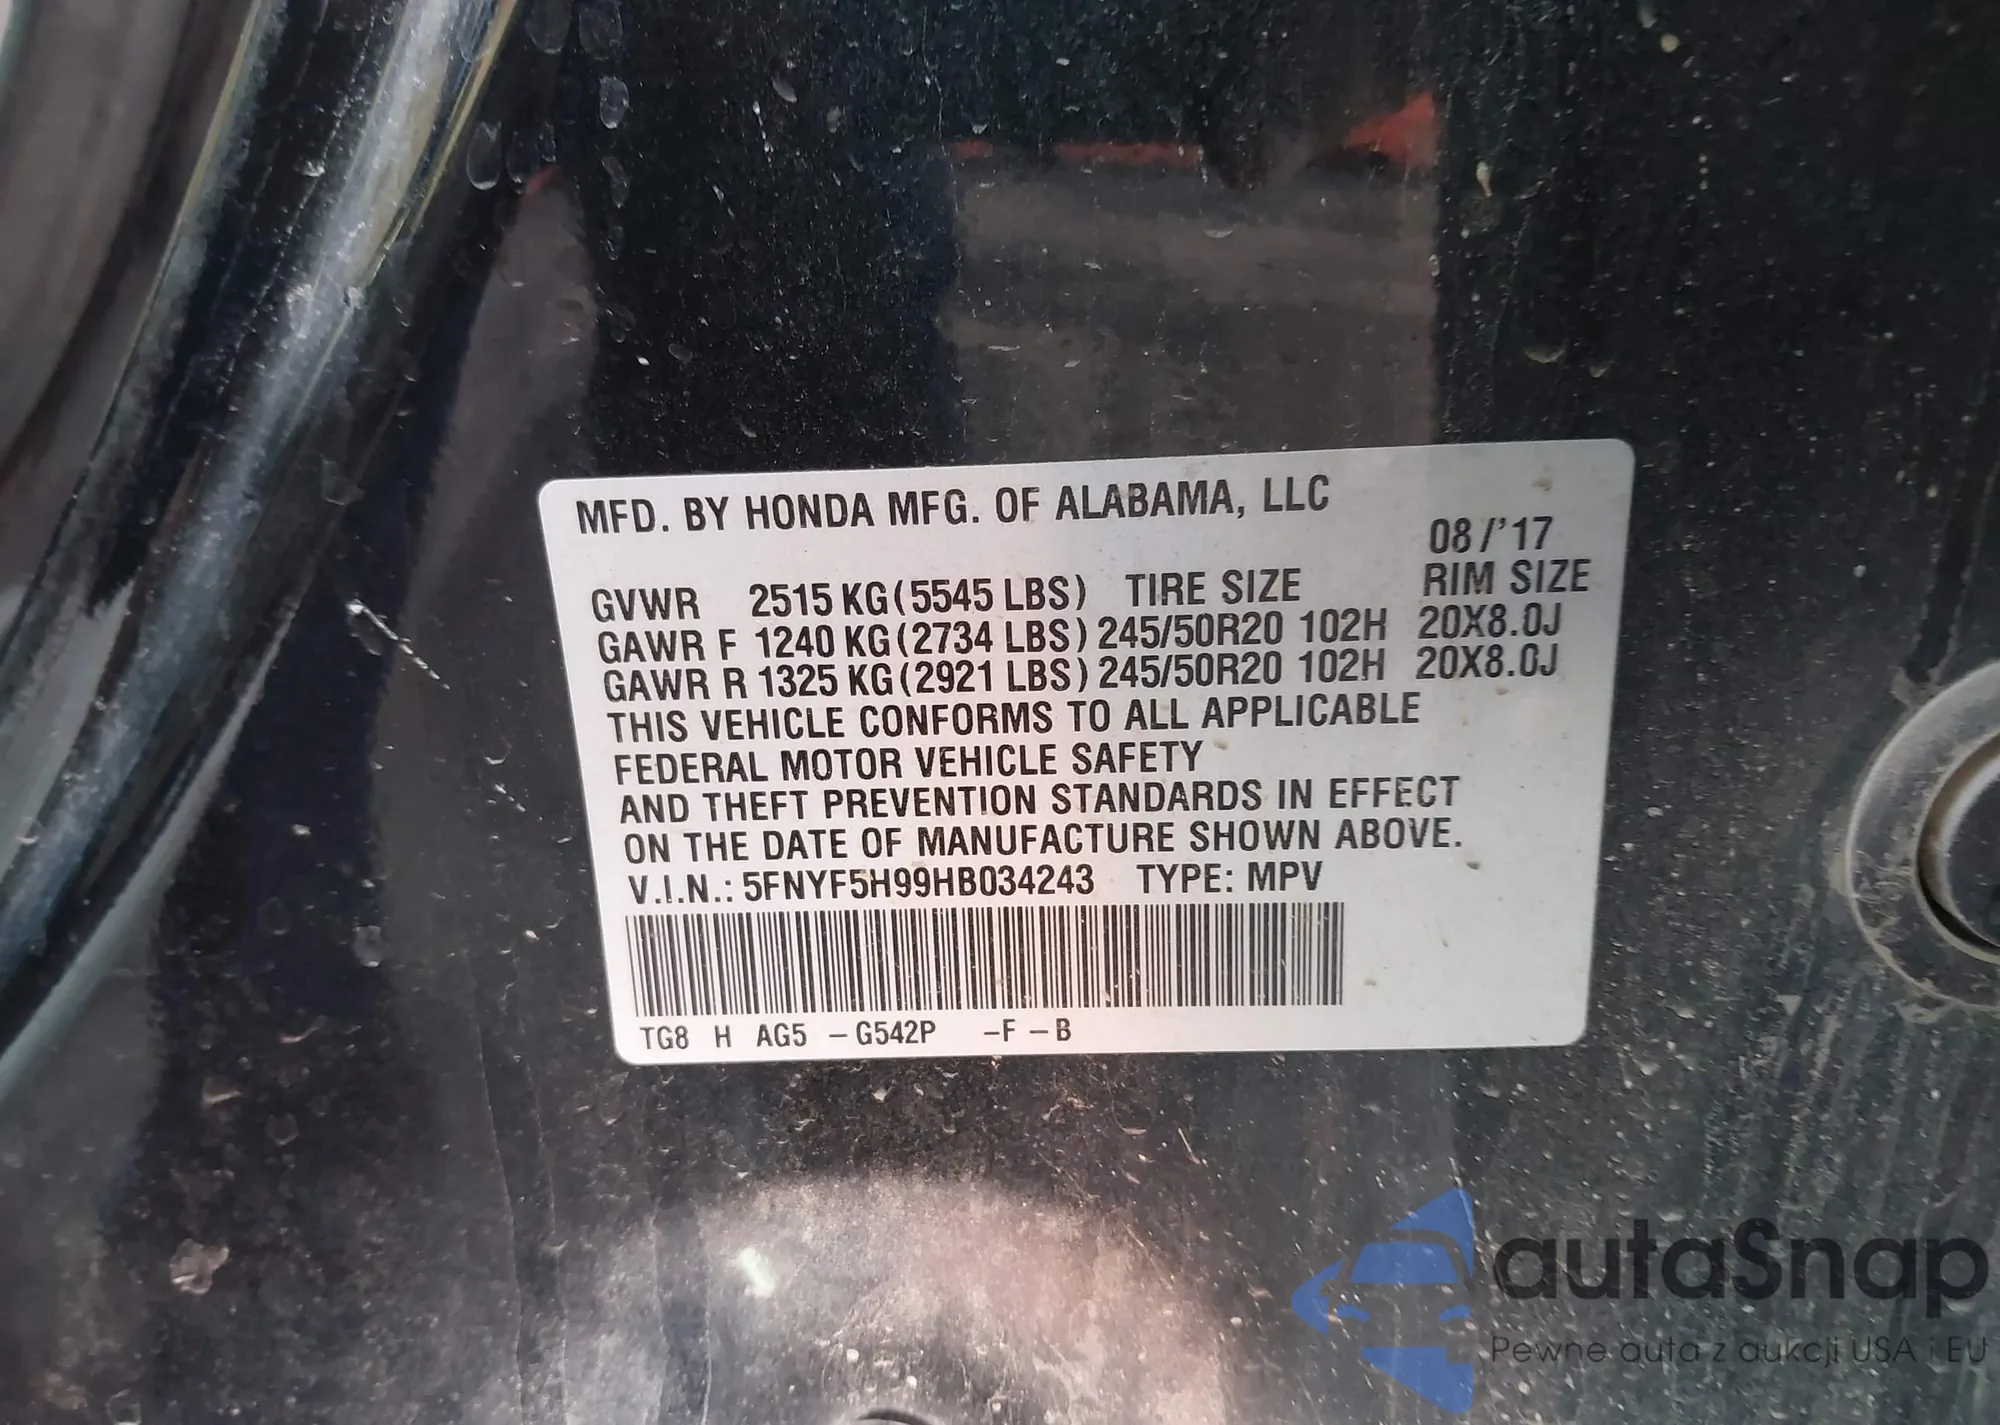 MFD. BY HONDA MFG. OF ALABAMA, LLC
08/'17
GVWR 2515 KG (5545 LBS) TIRE SIZE RIM SIZE
GAWR F 1240 KG (2734 LBS) 245/50R20 102H 20X8.0J
GAWR R 1325 KG (2921 LBS) 245/50R20 102H 20X8.0J
THIS VEHICLE CONFORMS TO ALL APPLICABLE
FEDERAL MOTOR VEHICLE SAFETY
AND THEFT PREVENTION STANDARDS IN EFFECT
ON THE DATE OF MANUFACTURE SHOWN ABOVE.
V.I.N.: 5FNYF5H99HB034243 TYPE: MPV
TG8 H AG5 –G542P –F –B
autaSnap
Pewne auta z aukcji USA i EU